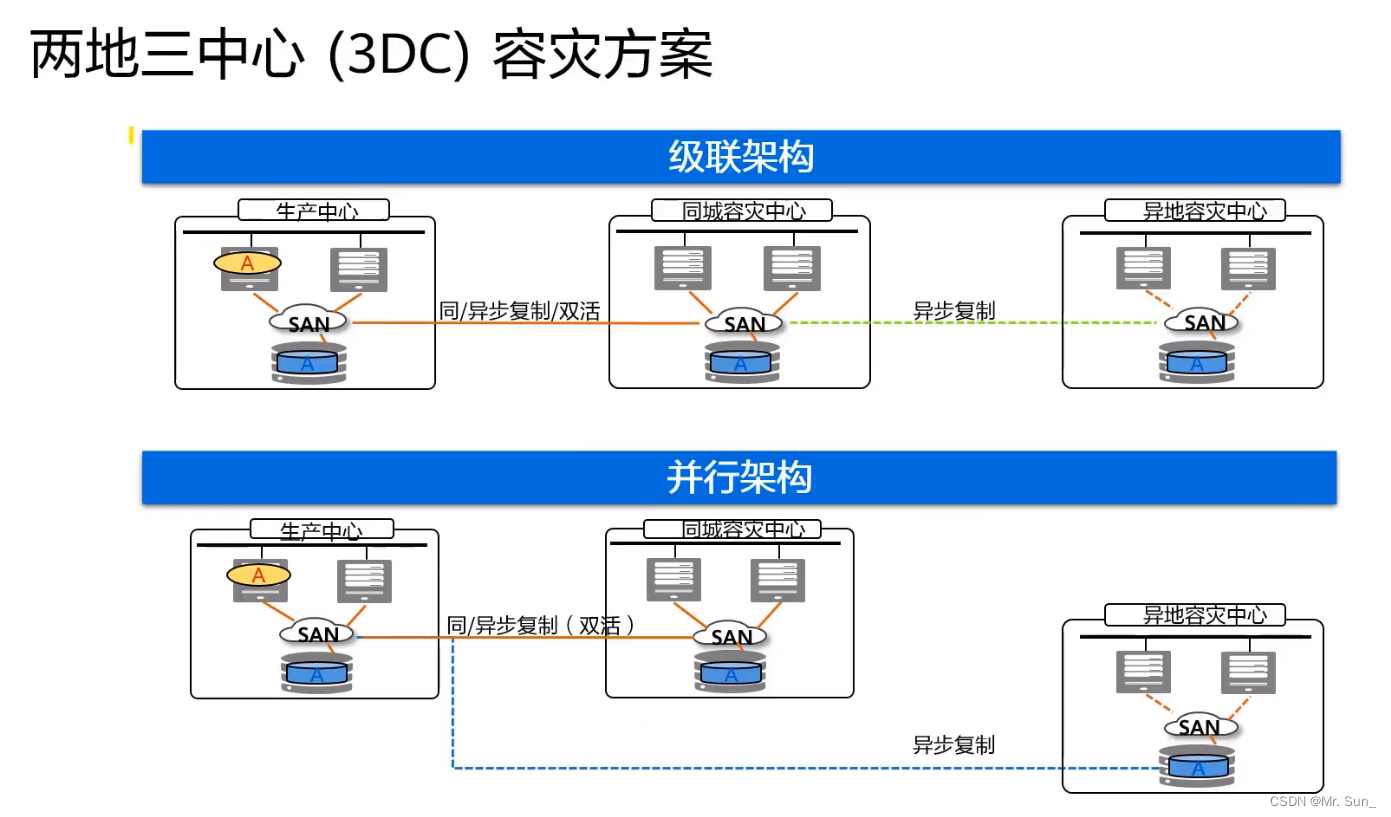 两地三中心 (3DC) 容灾方案
级联架构
生产中心
同城容灾中心
异地容灾中心
A
同/异步复制/双活
异步复制
SAN
SAN
SAN
A
A
A
并行架构
生产中心
同城容灾中心
A
异地容灾中心
同/异步复制（双活）
SAN
SAN
A
A
SAN
异步复制
A
CSDN @Mr. Sun_